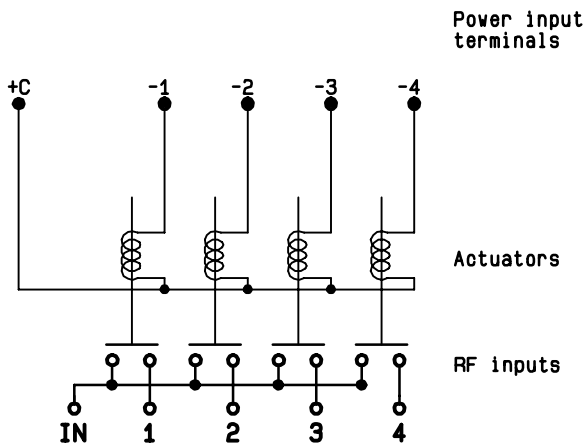 Power input
terminals
+C -1 -2 -3 -4
Actuators
RF inputs
IN 1 2 3 4